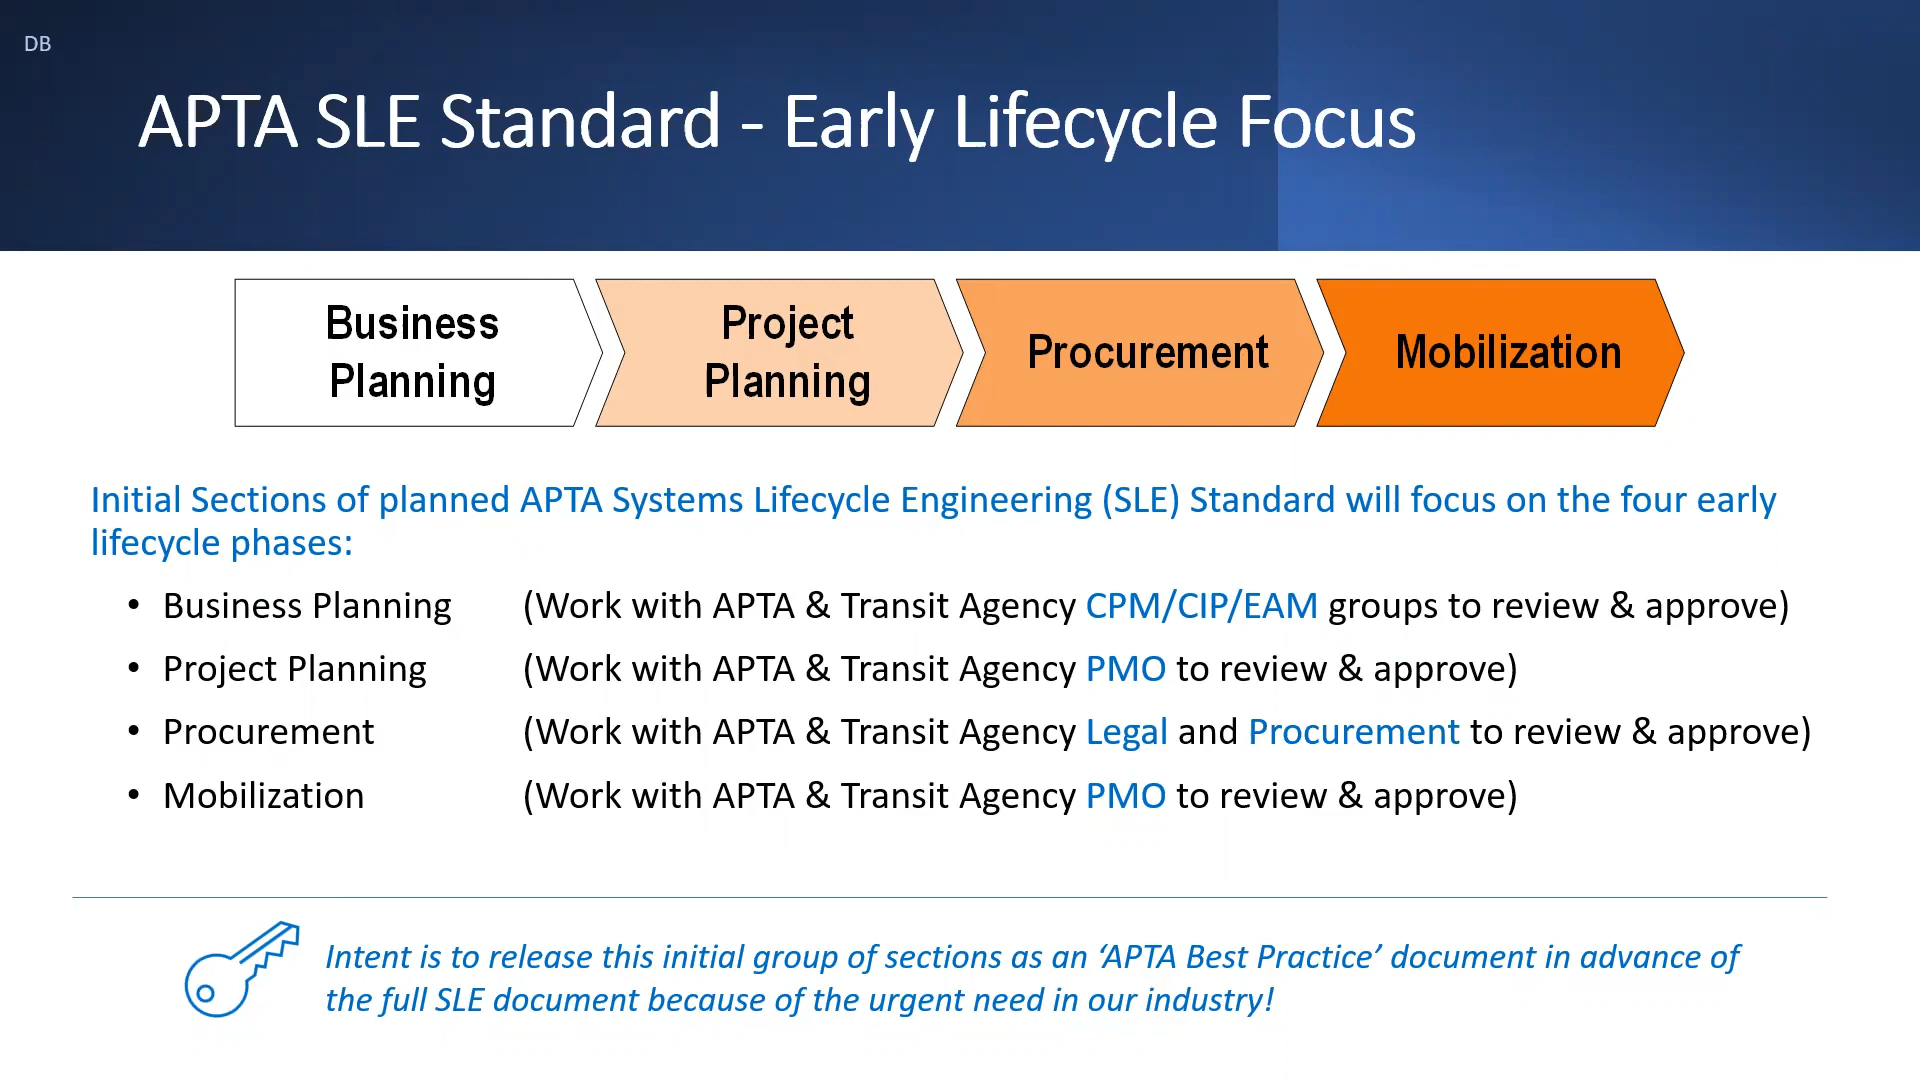 DB
APTA SLE Standard - Early Lifecycle Focus
Business
Planning
Project
Planning
Procurement
Mobilization
Initial Sections of planned APTA Systems Lifecycle Engineering (SLE) Standard will focus on the four early
lifecycle phases:
• Business Planning (Work with APTA & Transit Agency CPM/CIP/EAM groups to review & approve)
• Project Planning (Work with APTA & Transit Agency PMO to review & approve)
• Procurement (Work with APTA & Transit Agency Legal and Procurement to review & approve)
• Mobilization (Work with APTA & Transit Agency PMO to review & approve)
Intent is to release this initial group of sections as an ‘APTA Best Practice’ document in advance of
the full SLE document because of the urgent need in our industry!